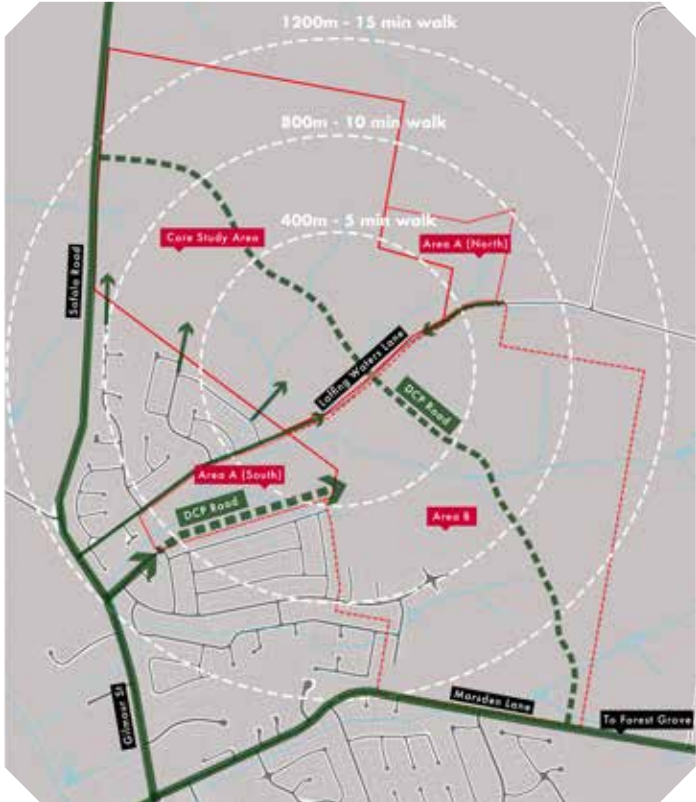 1200m - 15 min walk
800m - 10 min walk
400m - 5 min walk
Core Study Area
Area A (North)
Sofala Road
Laffing Waters Lane
DCP Road
Area A (South)
DCP Road
Area B
Gilmour St
Marsden Lane
To Forest Grove